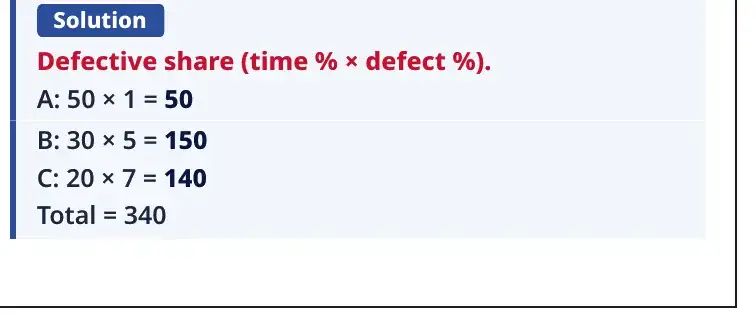 Solution
Defective share (time % × defect %).
A: 50 × 1 = 50
B: 30 × 5 = 150
C: 20 × 7 = 140
Total = 340